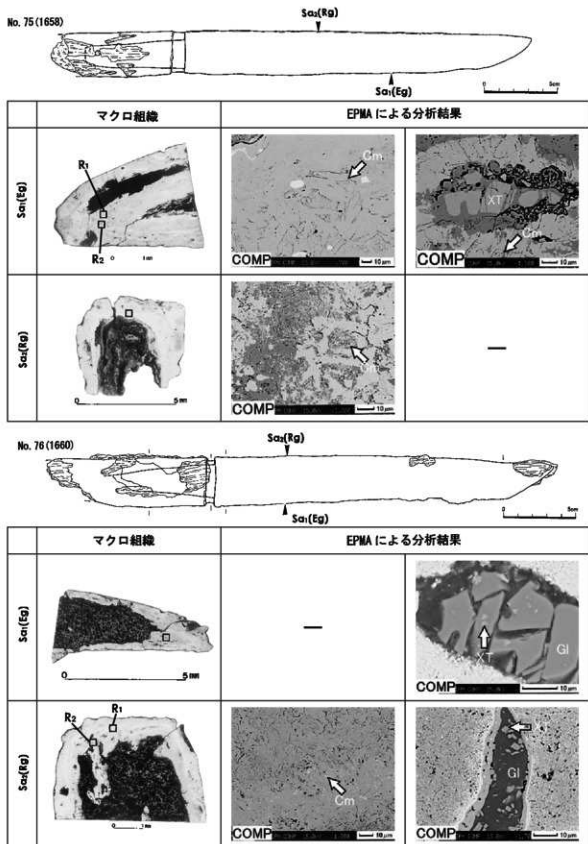 No. 75 (1658)
Sa₂(Rg)
Sa₁(Eg)
0 5cm
マクロ組織 EPMAによる分析結果
Sa₁(Eg)
R₁
R₂
0 1mm
Cm
COMP 10μm
XT
Cm
COMP 10μm
Sa₂(Rg)
0 5mm
Cm
COMP 10μm
—
No. 76 (1660)
Sa₂(Rg)
Sa₁(Eg)
0 5cm
マクロ組織 EPMAによる分析結果
Sa₁(Eg)
0 5mm
—
XT
Gl
COMP 10μm
Sa₂(Rg)
R₂
R₁
Cm
COMP 10μm
Gl
COMP 10μm